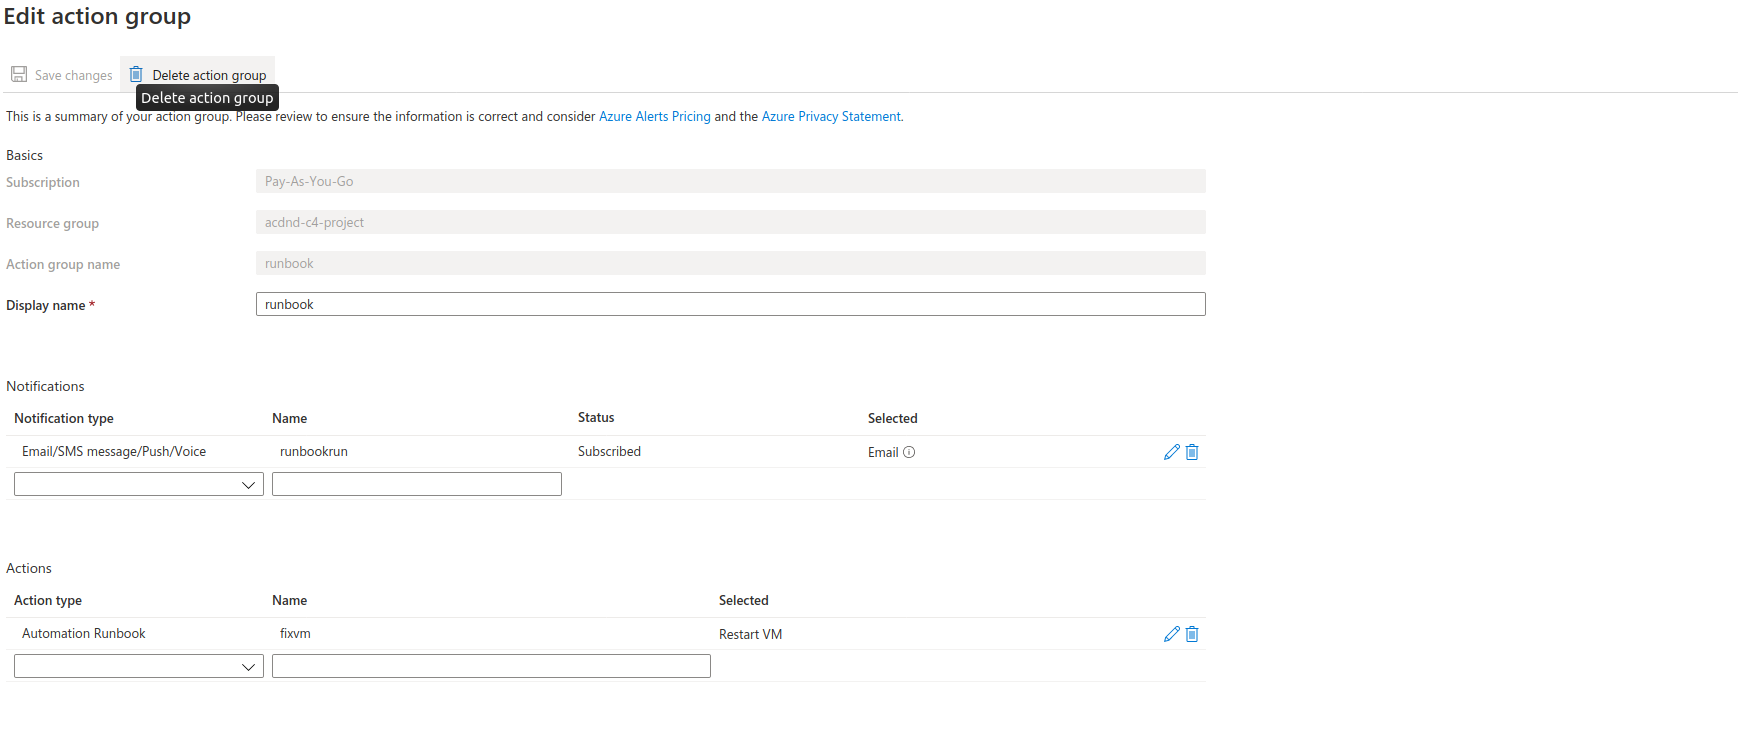 Edit action group
Save changes Delete action group
Delete action group
This is a summary of your action group. Please review to ensure the information is correct and consider Azure Alerts Pricing and the Azure Privacy Statement.
Basics
Subscription Pay-As-You-Go
Resource group acdnd-c4-project
Action group name runbook
Display name * runbook
Notifications
Notification type Name Status Selected
Email/SMS message/Push/Voice runbookrun Subscribed Email
Actions
Action type Name Selected
Automation Runbook fixvm Restart VM